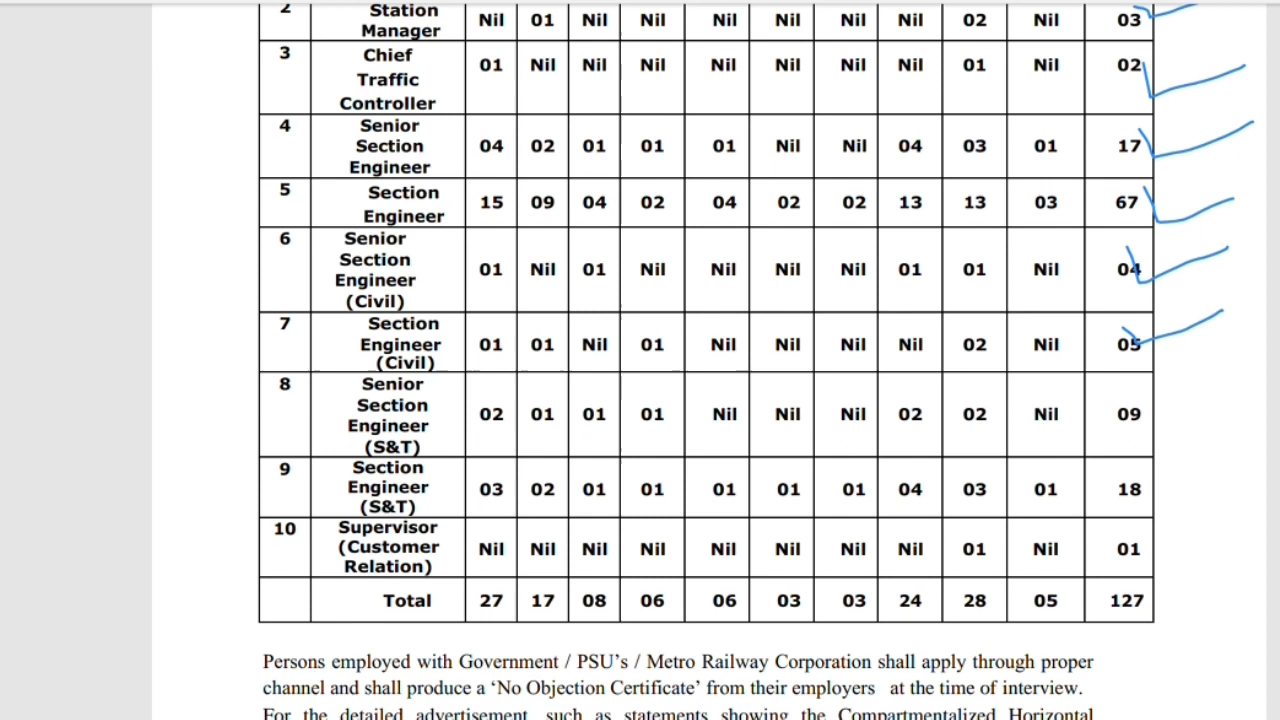 2 Station Manager Nil 01 Nil Nil Nil Nil Nil Nil 02 Nil 03
3 Chief Traffic Controller 01 Nil Nil Nil Nil Nil Nil Nil 01 Nil 02
4 Senior Section Engineer 04 02 01 01 01 Nil Nil 04 03 01 17
5 Section Engineer 15 09 04 02 04 02 02 13 13 03 67
6 Senior Section Engineer (Civil) 01 Nil 01 Nil Nil Nil Nil 01 01 Nil 04
7 Section Engineer (Civil) 01 01 Nil 01 Nil Nil Nil Nil 02 Nil 05
8 Senior Section Engineer (S&T) 02 01 01 01 Nil Nil Nil 02 02 Nil 09
9 Section Engineer (S&T) 03 02 01 01 01 01 01 04 03 01 18
10 Supervisor (Customer Relation) Nil Nil Nil Nil Nil Nil Nil Nil 01 Nil 01
Total 27 17 08 06 06 03 03 24 28 05 127
Persons employed with Government / PSU's / Metro Railway Corporation shall apply through proper
channel and shall produce a ‘No Objection Certificate’ from their employers at the time of interview.
For the detailed advertisement, such as statements showing the Compartmentalized Horizontal